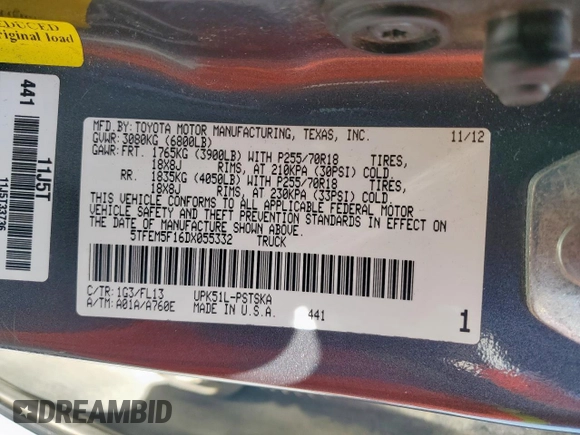 EDUCED
riginal load
441
11J5T
11J5T3776
MFD.BY:TOYOTA MOTOR MANUFACTURING, TEXAS, INC. 11/12
GVWR:3080KG (6800LB)
GAWR:FRT. 1765KG (3900LB) WITH P255/70R18 TIRES,
18X8J RIMS, AT 210KPA (30PSI) COLD.
RR. 1835KG (4050LB) WITH P255/70R18 TIRES,
18X8J RIMS, AT 230KPA (33PSI) COLD.
THIS VEHICLE CONFORMS TO ALL APPLICABLE FEDERAL MOTOR
VEHICLE SAFETY AND THEFT PREVENTION STANDARDS IN EFFECT
ON THE DATE OF MANUFACTURE SHOWN ABOVE.
5TFEM5F16DX055332 TRUCK
C/TR:1G3/FL13 UPK51L-PSTSKA
A/TM:A01A/A760E MADE IN U.S.A. 441 1
DREAMBID